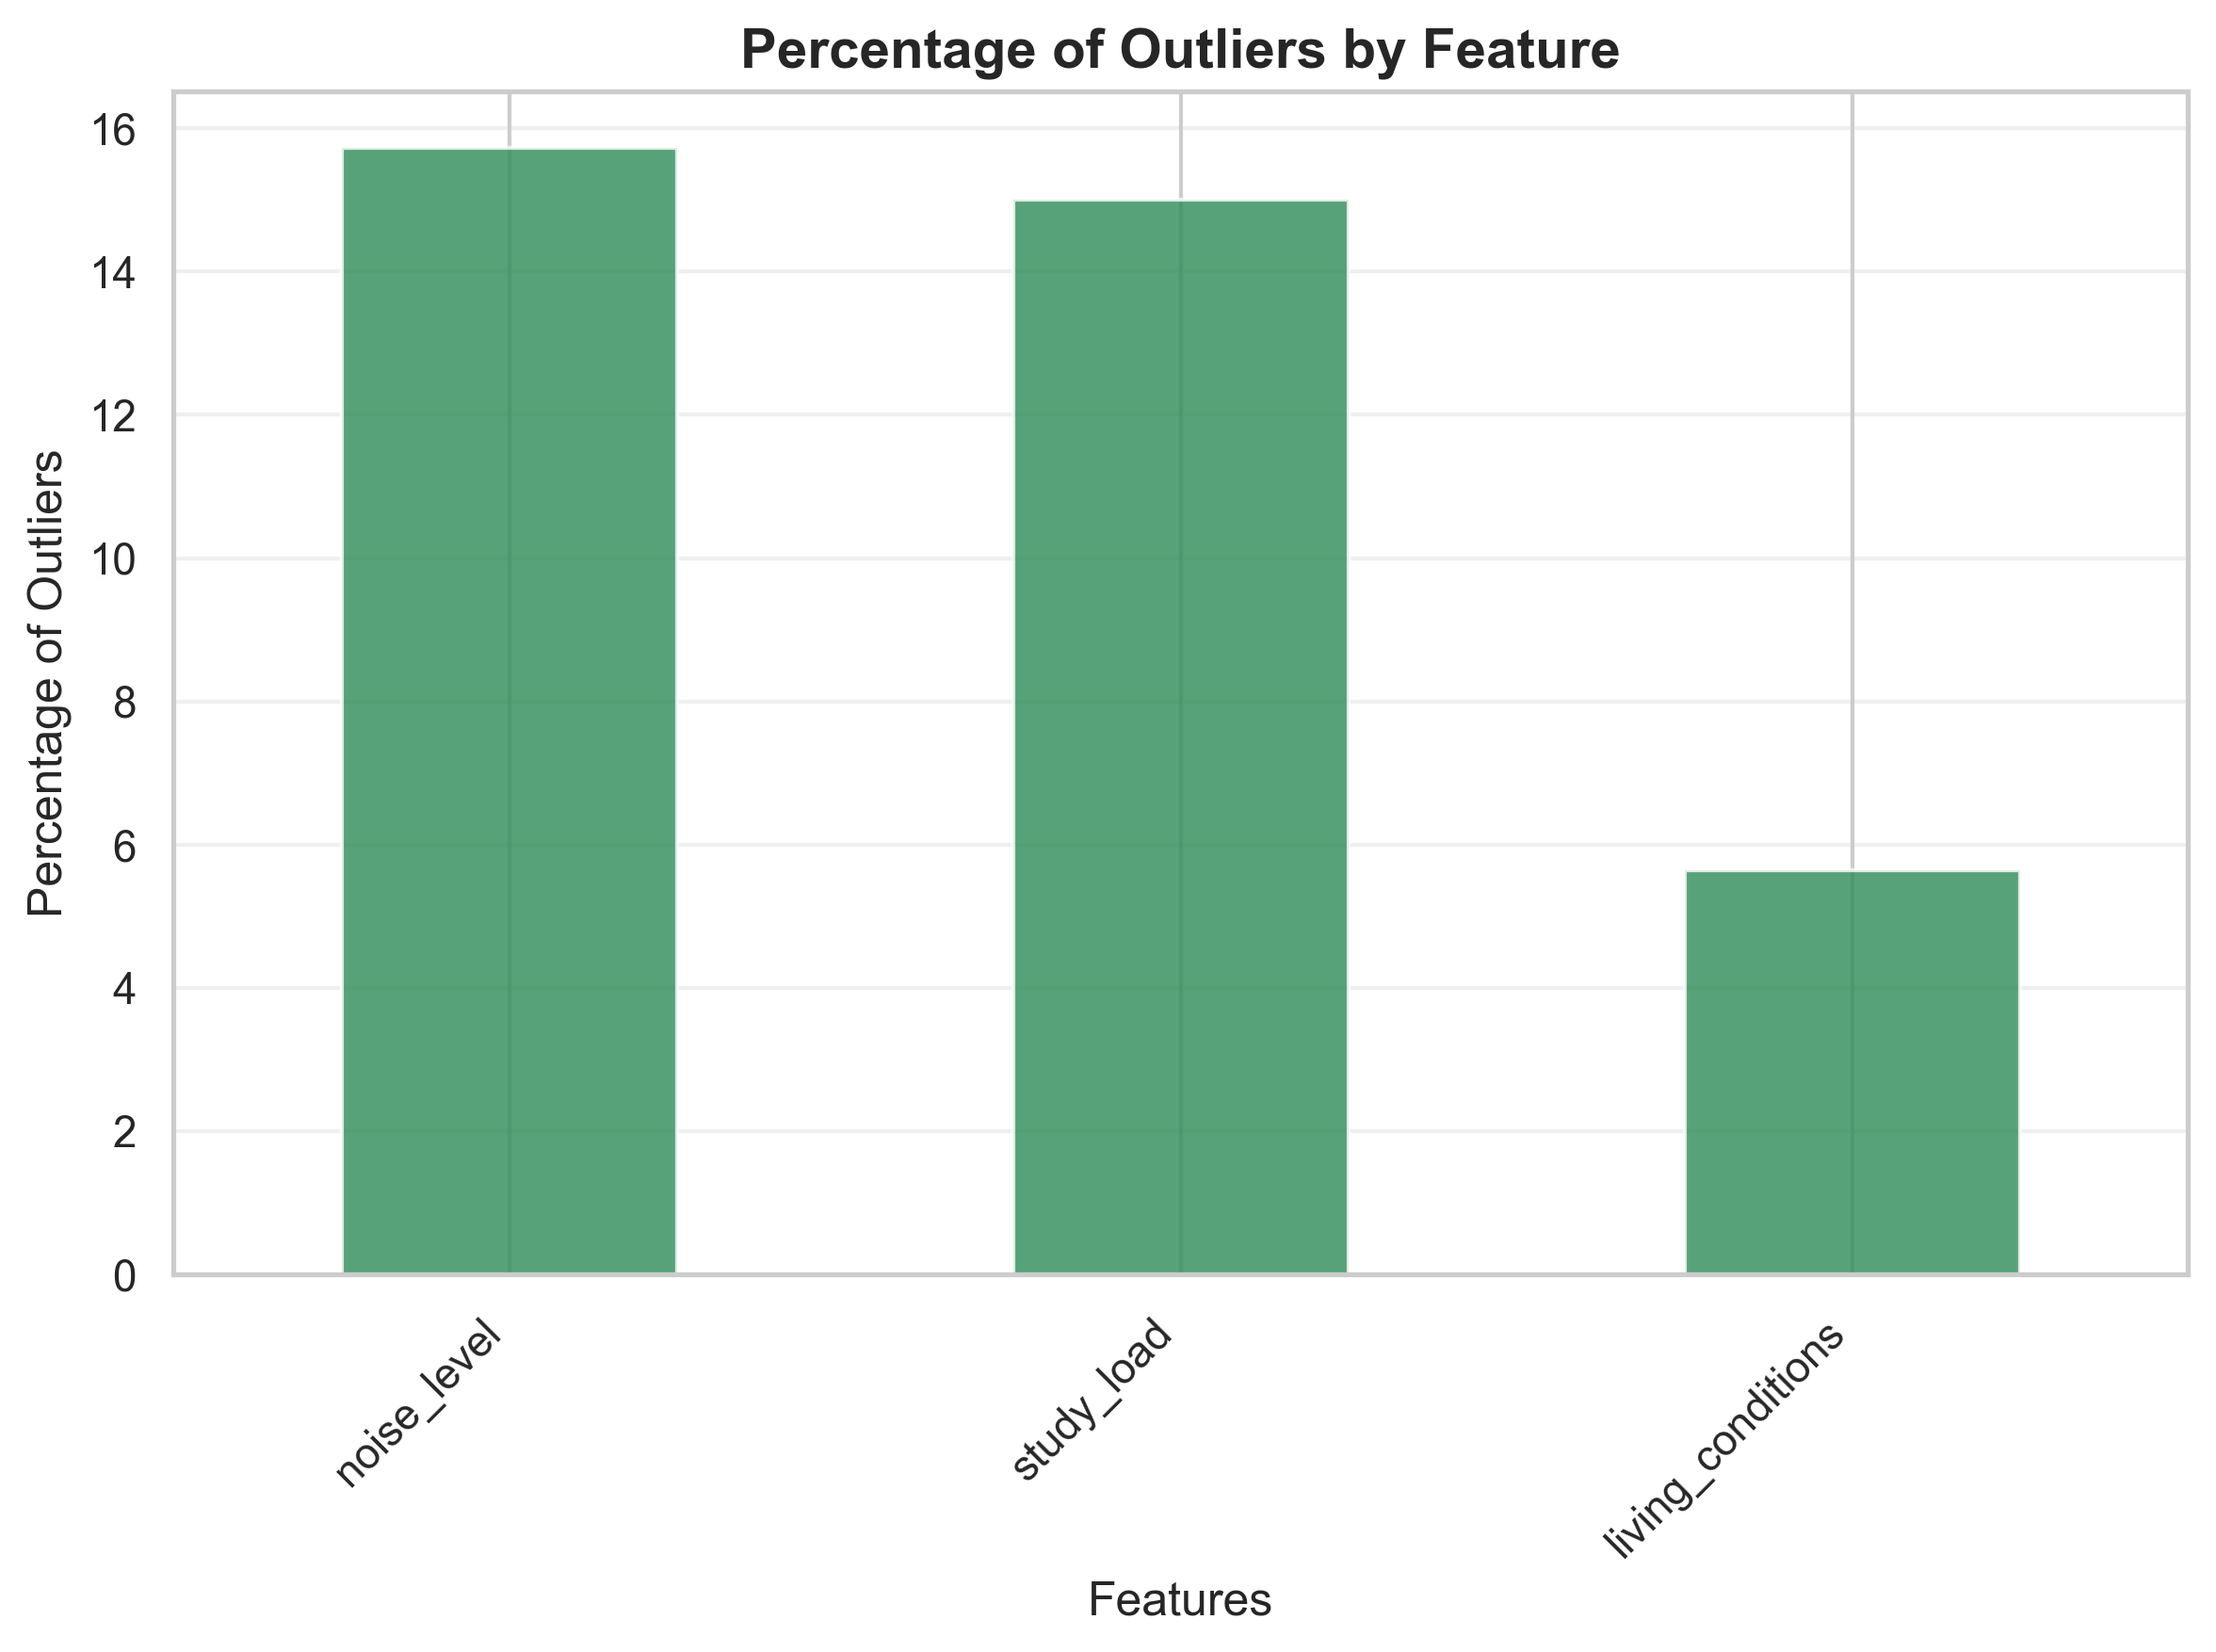 Percentage of Outliers by Feature
Percentage of Outliers
16
14
12
10
8
6
4
2
0
noise_level
study_load
living_conditions
Features